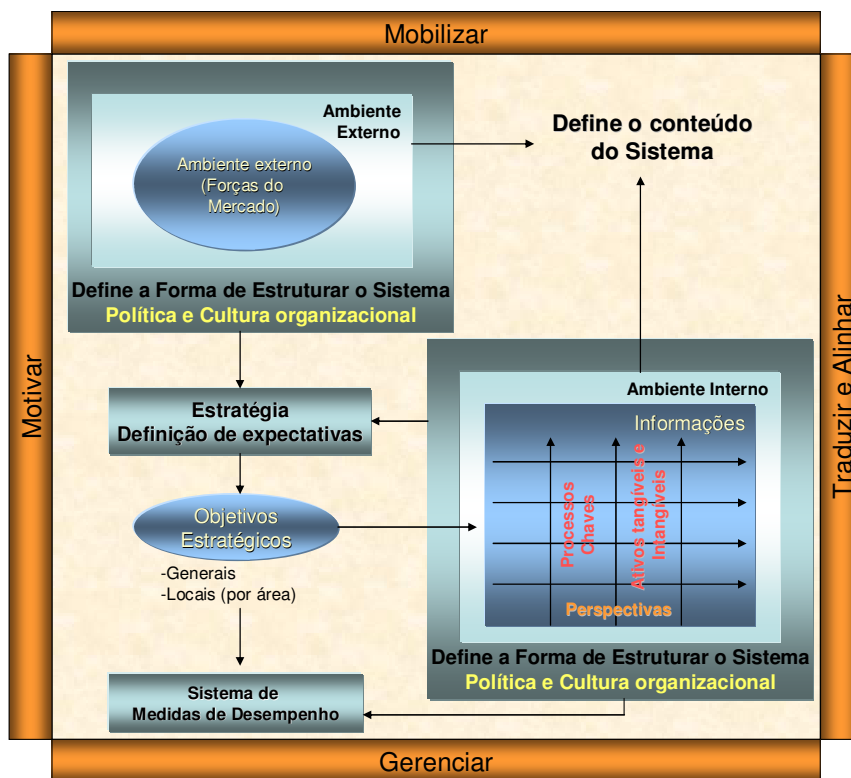 Mobilizar
Motivar
Traduzir e Alinhar
Ambiente
Externo
Ambiente externo
(Forças do
Mercado)
Define a Forma de Estruturar o Sistema
Política e Cultura organizacional
Define o conteúdo
do Sistema
Estratégia
Definição de expectativas
Objetivos
Estratégicos
-Generais
-Locais (por área)
Sistema de
Medidas de Desempenho
Ambiente Interno
Informações
Processos
Chaves
Ativos tangíveis e
Intangíveis
Perspectivas
Define a Forma de Estruturar o Sistema
Política e Cultura organizacional
Gerenciar